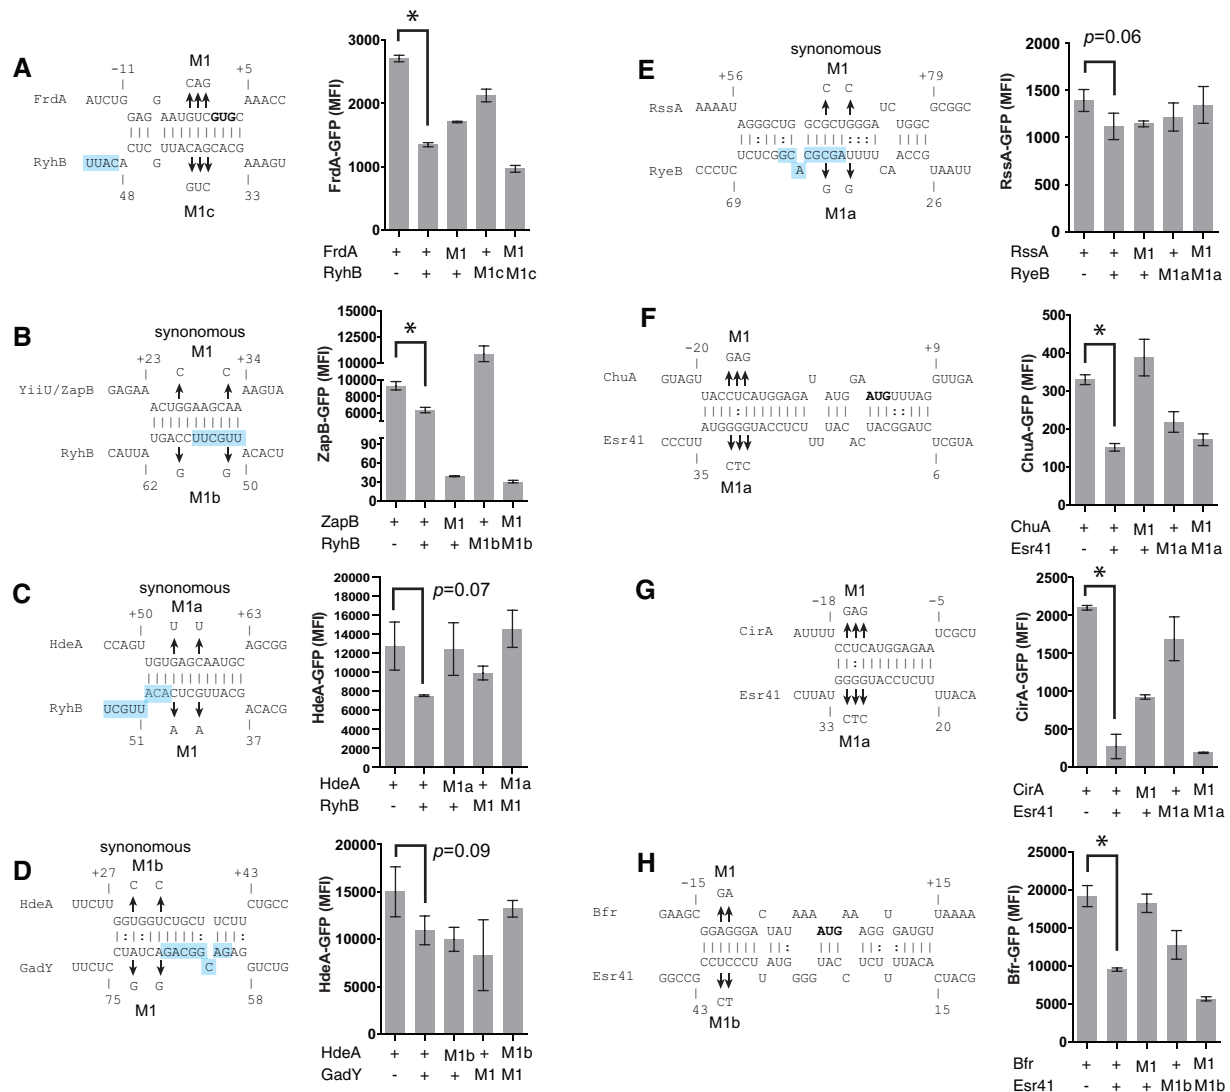 A
M1
−11 CAG +5
FrdA AUCUG G AAACC
GAG AAUGUCGUGC
CUC UUACAGCACG
RyhB UUACA G AAAGU
48 GUC 33
M1c
FrdA-GFP (MFI)
3000
2000
1000
0
*
FrdA + + M1 + M1
RyhB - + + M1c M1c
B
synonomous
M1
+23 C C +34
YiiU/ZapB GAGAA AAGUA
ACUGGAAGCAA
UGACCUUCGUU
RyhB CAUUA ACACU
62 G G 50
M1b
ZapB-GFP (MFI)
15000
14000
12000
10000
8000
6000
90
60
30
0
*
ZapB + + M1 + M1
RyhB - + + M1b M1b
C
synonomous
M1a
+50 U U +63
HdeA CCAGU AGCGG
UGUGAGCAAUGC
ACACUCGUUACG
RyhB UCGUU ACACG
51 A A 37
M1
HdeA-GFP (MFI)
20000
18000
16000
14000
12000
10000
8000
6000
4000
2000
0
p=0.07
HdeA + + M1a + M1a
RyhB - + + M1 M1
D
synonomous
M1b
+27 C C +43
HdeA UUCUU CUGCC
GGUGGUCUGCU UCUU
CUAUCAGACGG AGAG
GadY UUCUC C GUCUG
75 G G 58
M1
HdeA-GFP (MFI)
20000
15000
10000
5000
0
p=0.09
HdeA + + M1b + M1b
GadY - + + M1 M1
E
synonomous
M1
+56 C C +79
RssA AAAAU UC GCGGC
AGGGCUG GCGCUGGGA UGGC
UCUCGGC CGCGAUUUU ACCG
RyeB CCCUC A CA UAAUU
69 G G 26
M1a
RssA-GFP (MFI)
2000
1500
1000
500
0
p=0.06
RssA + + M1 + M1
RyeB - + + M1a M1a
F
M1
−20 GAG +9
ChuA GUAGU U GA GUUGA
UACCUCAUGGAGA AUG AUGUUUAG
AUGGGGUACCUCU UAC UACGGAUC
Esr41 CCCUU UU AC UCGUA
35 CTC 6
M1a
ChuA-GFP (MFI)
500
400
300
200
100
0
*
ChuA + + M1 + M1
Esr41 - + + M1a M1a
G
M1
−18 GAG −5
CirA AUUUU UCGCU
CCUCAUGGAGAA
GGGGUACCUCUU
Esr41 CUUAU UUACA
33 CTC 20
M1a
CirA-GFP (MFI)
2500
2000
1500
1000
500
0
*
CirA + + M1 + M1
Esr41 - + + M1a M1a
H
M1
−15 GA +15
Bfr GAAGC C AAA AA U UAAAA
GGAGGGA UAU AUG AGG GAUGU
CCUCCCU AUG UAC UCU UUACA
Esr41 GGCCG U GGG C U CUACG
43 CT 15
M1b
Bfr-GFP (MFI)
25000
20000
15000
10000
5000
0
*
Bfr + + M1 + M1
Esr41 - + + M1b M1b